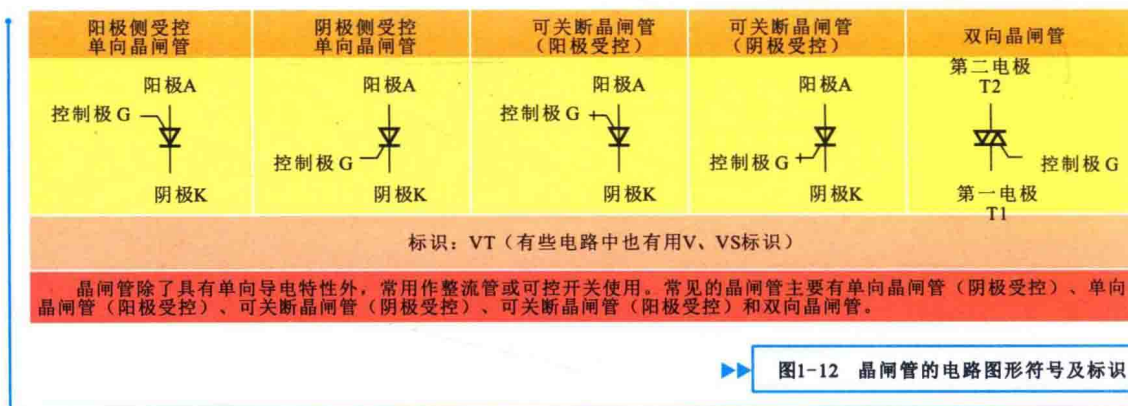 阳极侧受控
单向晶闸管
阴极侧受控
单向晶闸管
可关断晶闸管
（阳极受控）
可关断晶闸管
（阴极受控）
双向晶闸管
阳极A
控制极 G
阴极K
阳极A
控制极 G
阴极K
阳极A
控制极 G
阴极K
阳极A
控制极 G
阴极K
第二电极
T2
控制极 G
第一电极
T1
标识：VT（有些电路中也有用V、VS标识）
晶闸管除了具有单向导电特性外，常用作整流管或可控开关使用。常见的晶闸管主要有单向晶闸管（阴极受控）、单向
晶闸管（阳极受控）、可关断晶闸管（阴极受控）、可关断晶闸管（阳极受控）和双向晶闸管。
图1-12 晶闸管的电路图形符号及标识